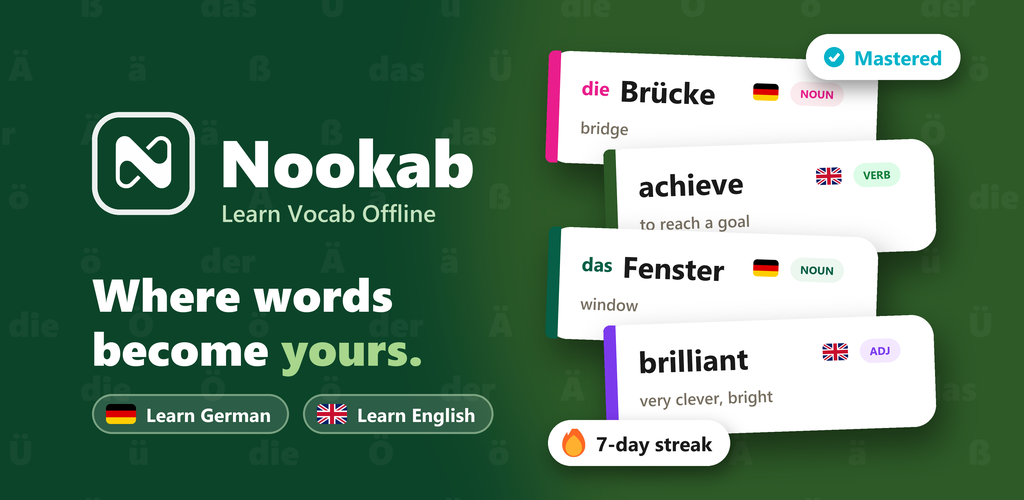 Nookab
Learn Vocab Offline
Where words
become yours.
Learn German
Learn English
Mastered
die Brücke
NOUN
bridge
achieve
VERB
to reach a goal
das Fenster
NOUN
window
brilliant
ADJ
very clever, bright
7-day streak